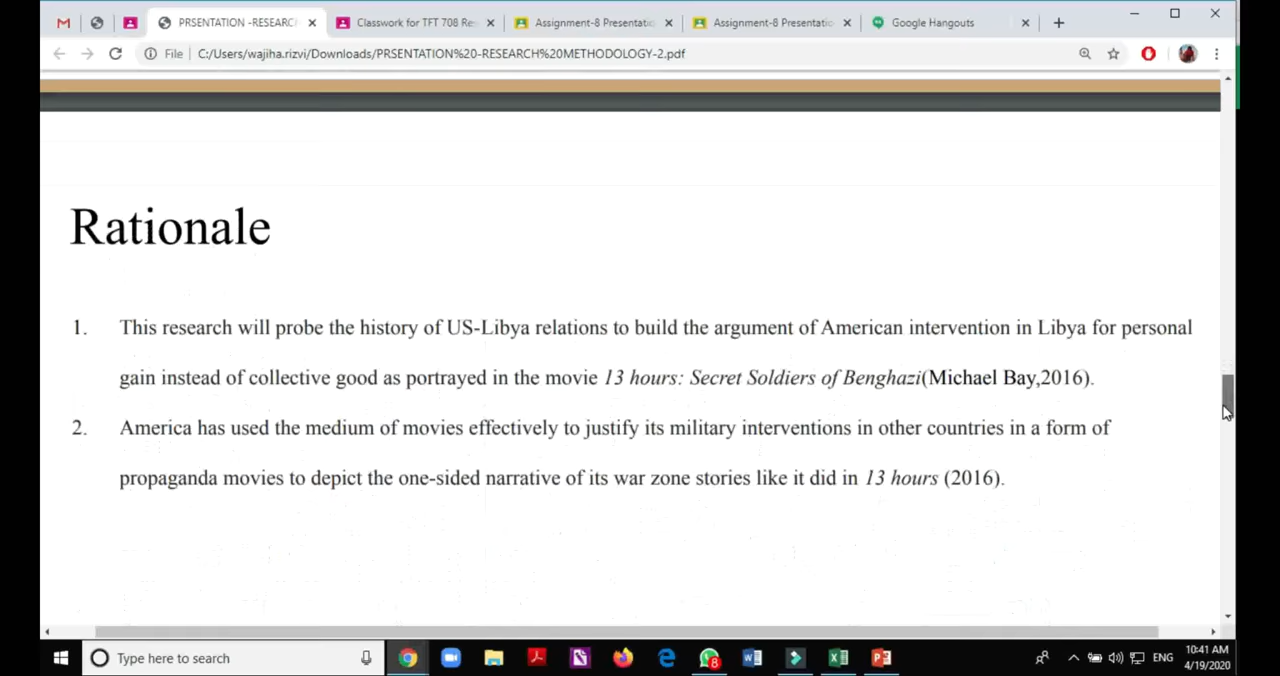 PRSENTATION -RESEARCH
Classwork for TFT 708 Re
Assignment-8 Presentatio
Assignment-8 Presentatio
Google Hangouts
File
C:/Users/wajiha.rizvi/Downloads/PRSENTATION%20-RESEARCH%20METHODOLOGY-2.pdf
Rationale
1. This research will probe the history of US-Libya relations to build the argument of American intervention in Libya for personal
gain instead of collective good as portrayed in the movie 13 hours: Secret Soldiers of Benghazi(Michael Bay,2016).
2. America has used the medium of movies effectively to justify its military interventions in other countries in a form of
propaganda movies to depict the one-sided narrative of its war zone stories like it did in 13 hours (2016).
Type here to search
8
ENG
10:41 AM
4/19/2020